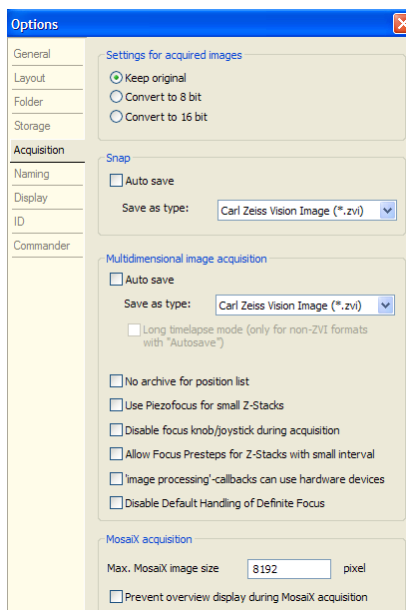 Options
General
Layout
Folder
Storage
Acquisition
Naming
Display
ID
Commander
Settings for acquired images
Keep original
Convert to 8 bit
Convert to 16 bit
Snap
Auto save
Save as type: Carl Zeiss Vision Image (*.zvi)
Multidimensional image acquisition
Auto save
Save as type: Carl Zeiss Vision Image (*.zvi)
Long timelapse mode (only for non-ZVI formats
with "Autosave")
No archive for position list
Use Piezofocus for small Z-Stacks
Disable focus knob/joystick during acquisition
Allow Focus Presteps for Z-Stacks with small interval
'image processing'-callbacks can use hardware devices
Disable Default Handling of Definite Focus
MosaiX acquisition
Max. MosaiX image size 8192 pixel
Prevent overview display during MosaiX acquisition